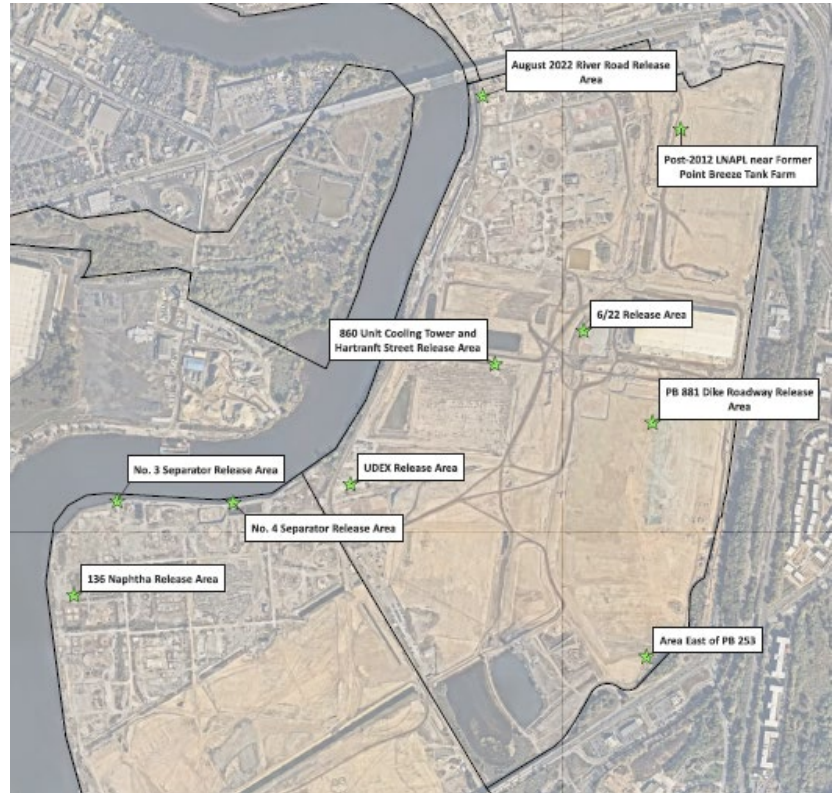 August 2022 River Road Release
Area
Post-2012 LNAPL near Former
Point Breeze Tank Farm
6/22 Release Area
860 Unit Cooling Tower and
Hartranft Street Release Area
PB 881 Dike Roadway Release
Area
No. 3 Separator Release Area
UDEX Release Area
No. 4 Separator Release Area
136 Naphtha Release Area
Area East of PB 253